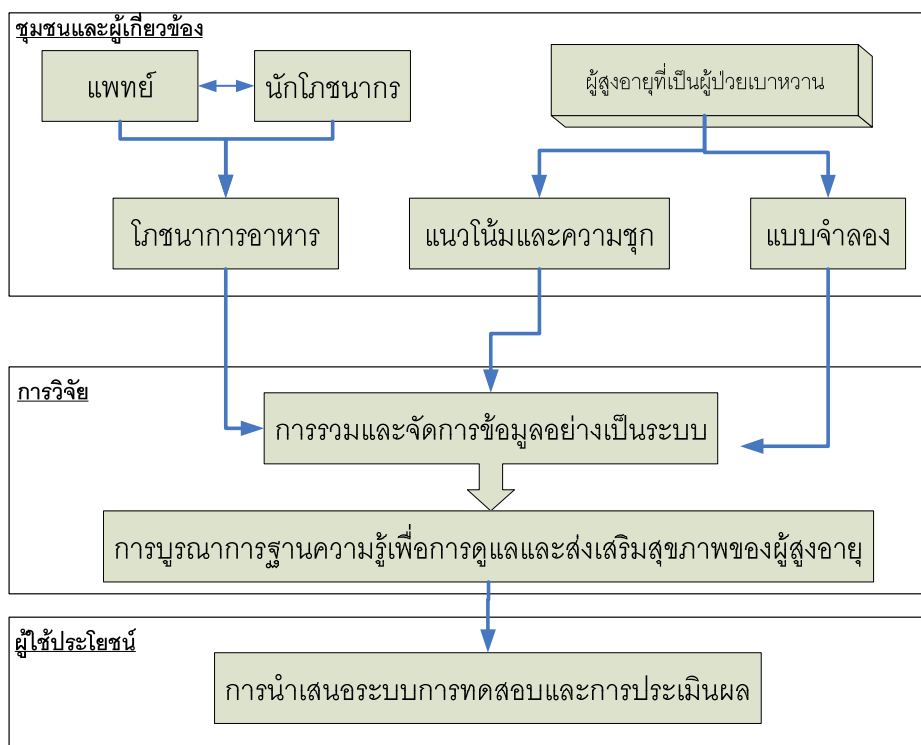 ชุมชนและผู้เกี่ยวข้อง
แพทย์
นักโภชนากร
ผู้สูงอายุที่เป็นผู้ป่วยเบาหวาน
โภชนาการอาหาร
แนวโน้มและความชุก
แบบจำลอง
การวิจัย
การรวมและจัดการข้อมูลอย่างเป็นระบบ
การบูรณาการฐานความรู้เพื่อการดูแลและส่งเสริมสุขภาพของผู้สูงอายุ
ผู้ใช้ประโยชน์
การนำเสนอระบบการทดสอบและการประเมินผล